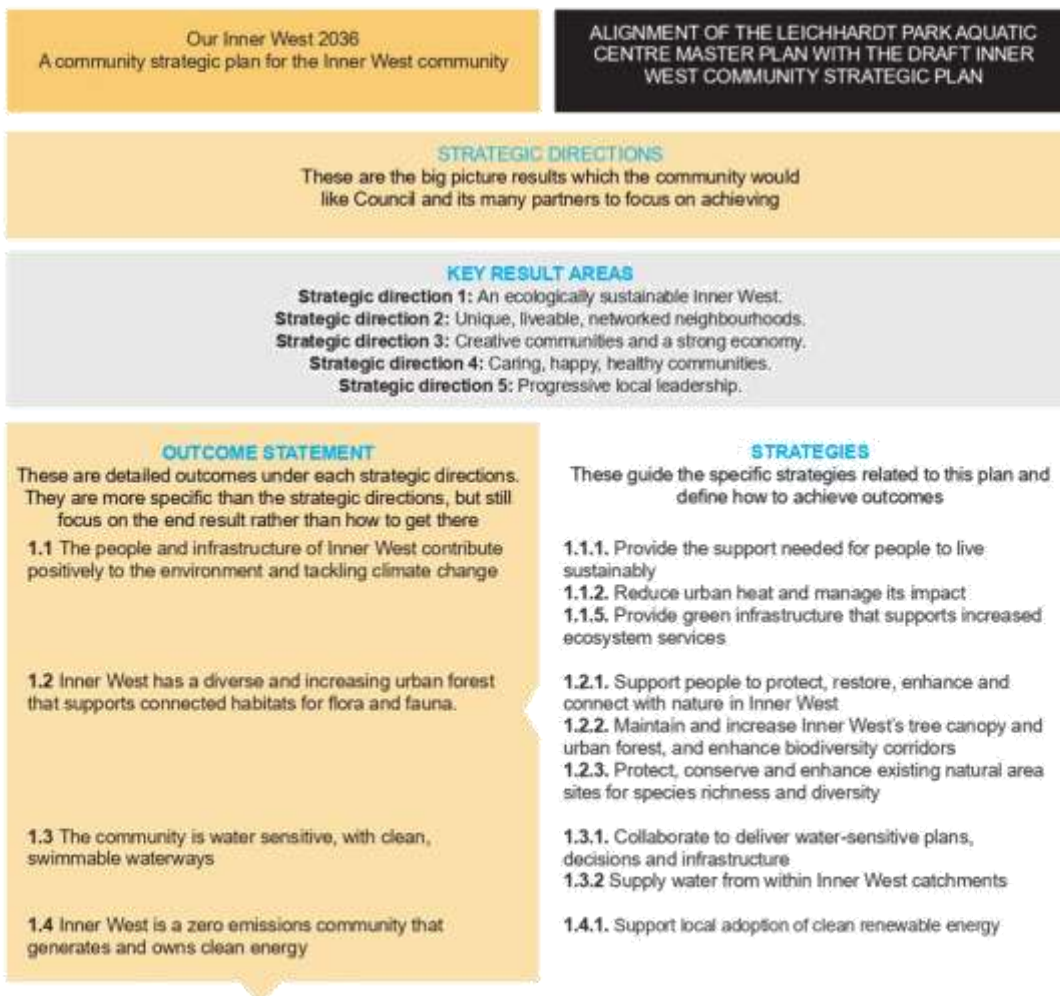 Our Inner West 2036
A community strategic plan for the Inner West community
ALIGNMENT OF THE LEICHHARDT PARK AQUATIC
CENTRE MASTER PLAN WITH THE DRAFT INNER
WEST COMMUNITY STRATEGIC PLAN
STRATEGIC DIRECTIONS
These are the big picture results which the community would
like Council and its many partners to focus on achieving
KEY RESULT AREAS
Strategic direction 1: An ecologically sustainable Inner West.
Strategic direction 2: Unique, liveable, networked neighbourhoods.
Strategic direction 3: Creative communities and a strong economy.
Strategic direction 4: Caring, happy, healthy communities.
Strategic direction 5: Progressive local leadership.
OUTCOME STATEMENT
These are detailed outcomes under each strategic directions.
They are more specific than the strategic directions, but still
focus on the end result rather than how to get there
1.1 The people and infrastructure of Inner West contribute
positively to the environment and tackling climate change
1.2 Inner West has a diverse and increasing urban forest
that supports connected habitats for flora and fauna.
1.3 The community is water sensitive, with clean,
swimmable waterways
1.4 Inner West is a zero emissions community that
generates and owns clean energy
STRATEGIES
These guide the specific strategies related to this plan and
define how to achieve outcomes
1.1.1. Provide the support needed for people to live
sustainably
1.1.2. Reduce urban heat and manage its impact
1.1.5. Provide green infrastructure that supports increased
ecosystem services
1.2.1. Support people to protect, restore, enhance and
connect with nature in Inner West
1.2.2. Maintain and increase Inner West's tree canopy and
urban forest, and enhance biodiversity corridors
1.2.3. Protect, conserve and enhance existing natural area
sites for species richness and diversity
1.3.1. Collaborate to deliver water-sensitive plans,
decisions and infrastructure
1.3.2 Supply water from within Inner West catchments
1.4.1. Support local adoption of clean renewable energy